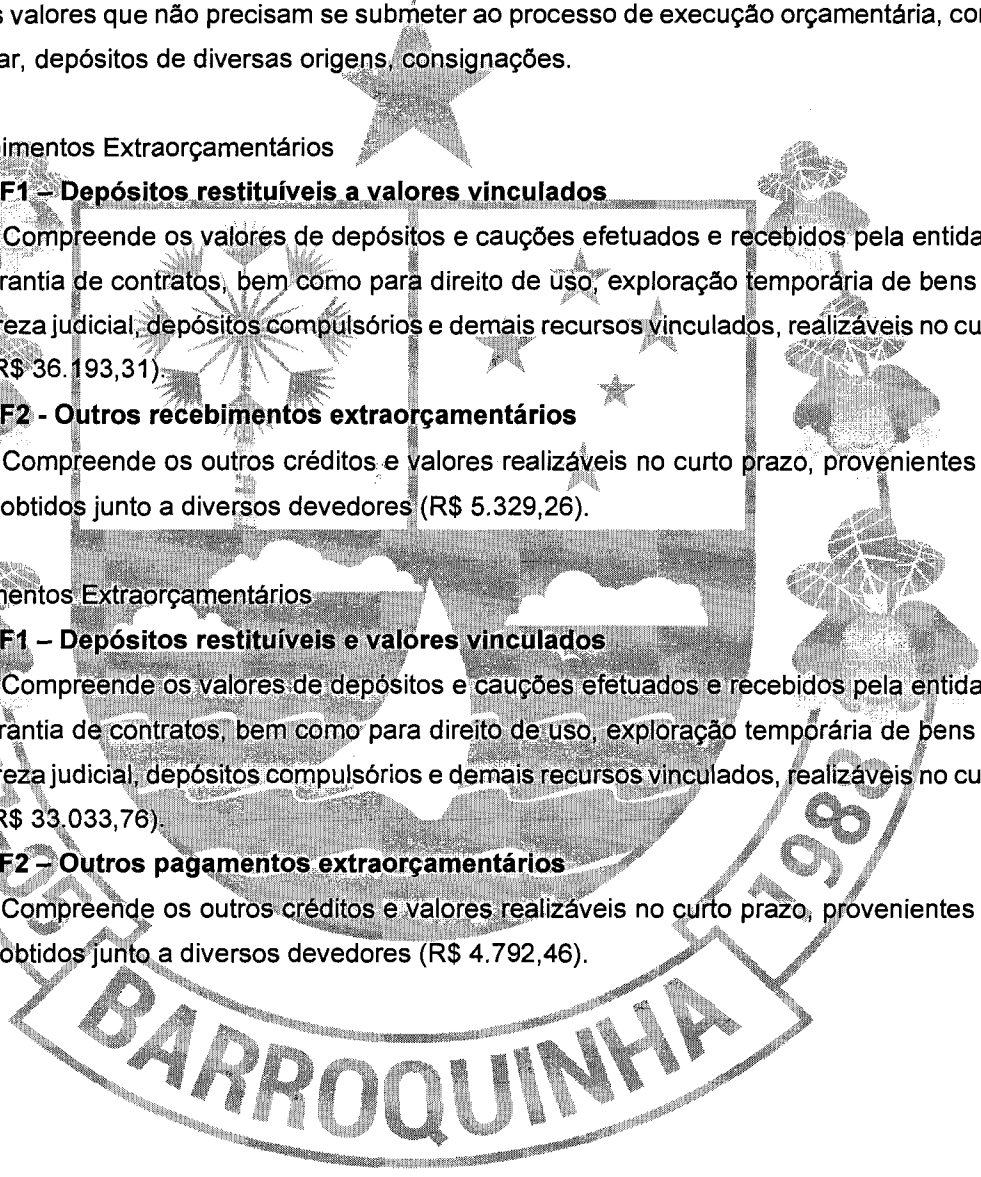 s valores que não precisam se submeter ao processo de execução orçamentária, co
ar, depósitos de diversas origens, consignações.
imentos Extraorçamentários
F1 – Depósitos restituíveis a valores vinculados
Compreende os valores de depósitos e cauções efetuados e recebidos pela entida
rantia de contratos, bem como para direito de uso, exploração temporária de bens
reza judicial, depósitos compulsórios e demais recursos vinculados, realizáveis no cu
R$ 36.193,31).
F2 - Outros recebimentos extraorçamentários
Compreende os outros créditos e valores realizáveis no curto prazo, provenientes
obtidos junto a diversos devedores (R$ 5.329,26).
mentos Extraorçamentários
F1 – Depósitos restituíveis e valores vinculados
Compreende os valores de depósitos e cauções efetuados e recebidos pela entida
rantia de contratos, bem como para direito de uso, exploração temporária de bens
reza judicial, depósitos compulsórios e demais recursos vinculados, realizáveis no cu
R$ 33.033,76).
F2 – Outros pagamentos extraorçamentários
Compreende os outros créditos e valores realizáveis no curto prazo, provenientes
obtidos junto a diversos devedores (R$ 4.792,46).
1988
BARROQUINHA